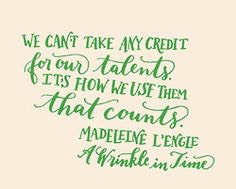 WE CAN'T TAKE ANY CREDIT
for our talents.
IT'S HOW WE USE THEM
that counts.
MADELEINE L'ENGLE
A Wrinkle in Time